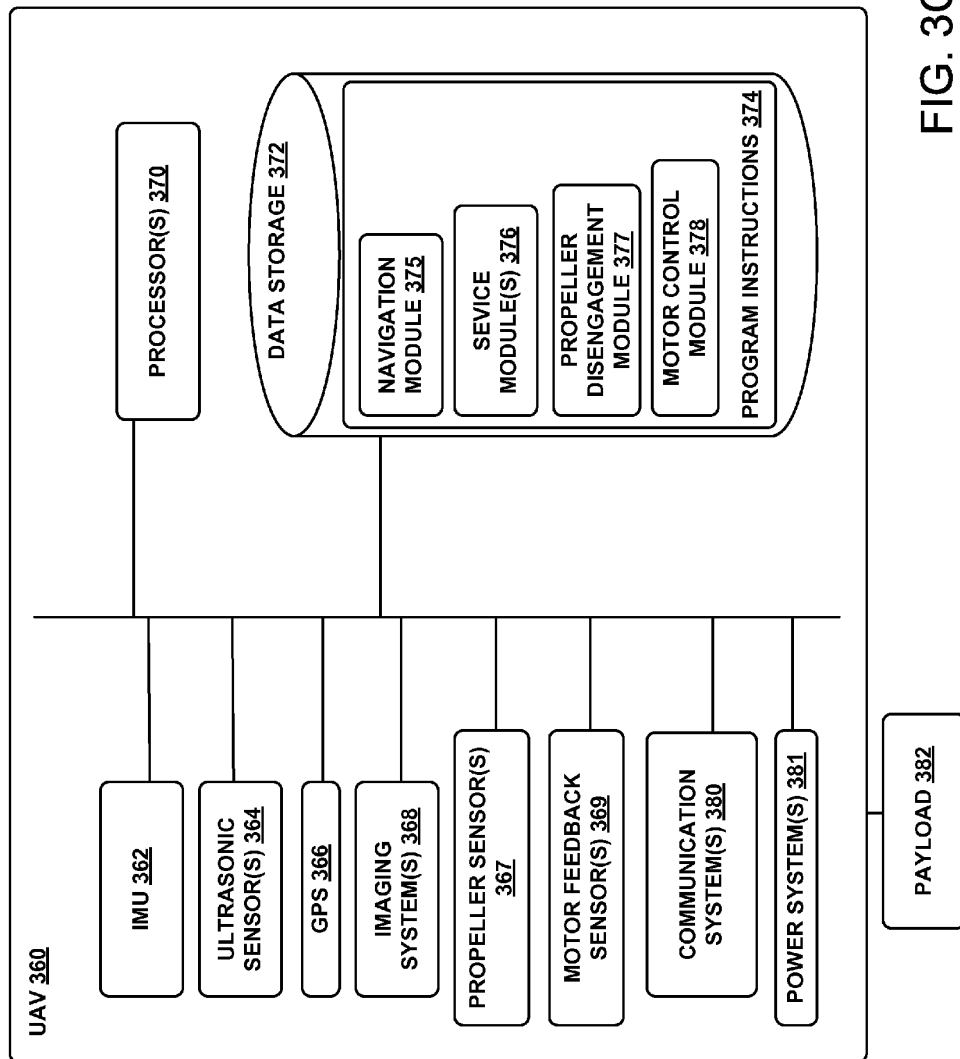 UAV 360
IMU 362
ULTRASONIC
SENSOR(S) 364
GPS 366
IMAGING
SYSTEM(S) 368
PROPELLER SENSOR(S)
367
MOTOR FEEDBACK
SENSOR(S) 369
COMMUNICATION
SYSTEM(S) 380
POWER SYSTEM(S) 381
PAYLOAD 382
PROCESSOR(S) 370
DATA STORAGE 372
NAVIGATION
MODULE 375
SEVICE
MODULE(S) 376
PROPELLER
DISENGAGEMENT
MODULE 377
MOTOR CONTROL
MODULE 378
PROGRAM INSTRUCTIONS 374
FIG. 3C